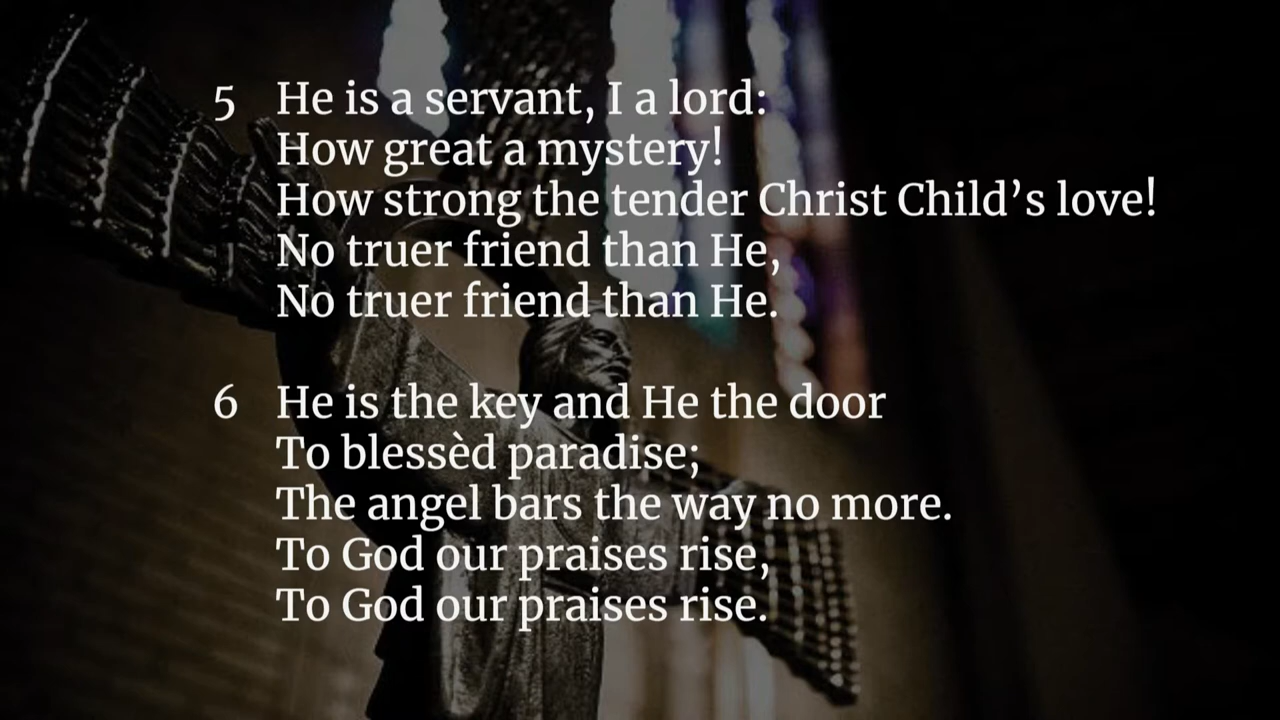 5 He is a servant, I a lord:
How great a mystery!
How strong the tender Christ Child’s love!
No truer friend than He,
No truer friend than He.
6 He is the key and He the door
To blessèd paradise;
The angel bars the way no more.
To God our praises rise,
To God our praises rise.